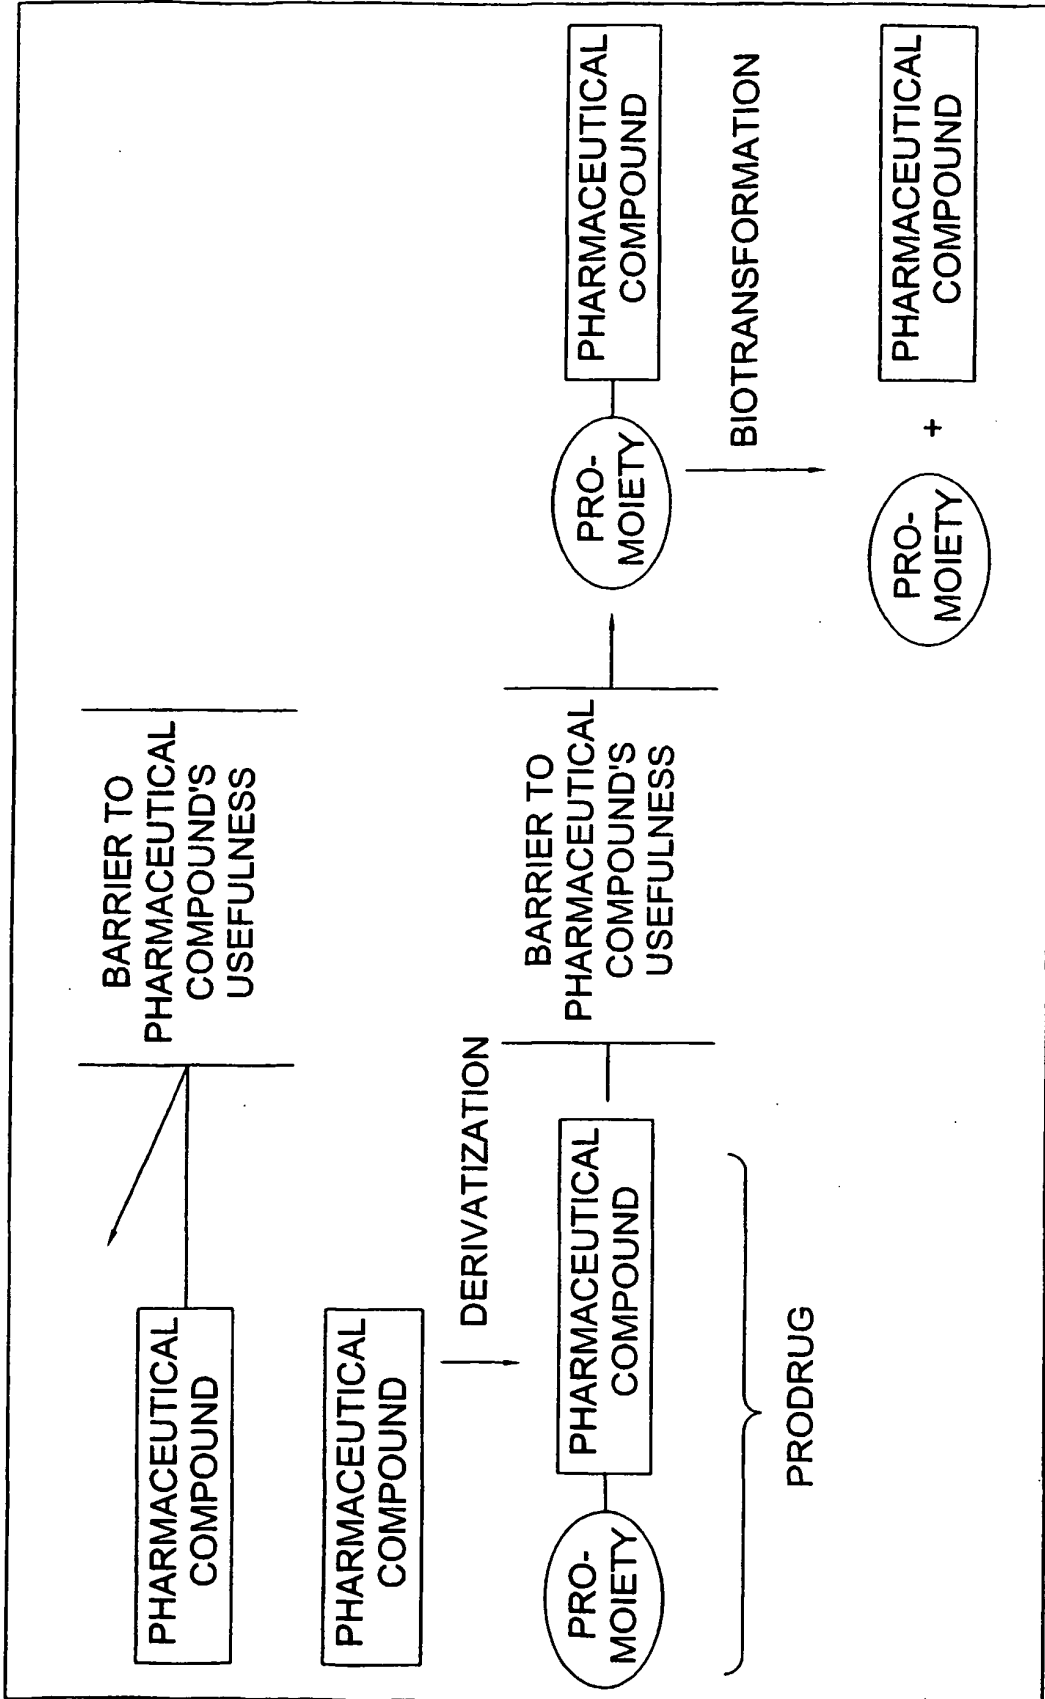 PHARMACEUTICAL
COMPOUND
BARRIER TO
PHARMACEUTICAL
COMPOUND'S
USEFULNESS
PHARMACEUTICAL
COMPOUND
DERIVATIZATION
PRO-
MOIETY
PHARMACEUTICAL
COMPOUND
PRODRUG
BARRIER TO
PHARMACEUTICAL
COMPOUND'S
USEFULNESS
PRO-
MOIETY
PHARMACEUTICAL
COMPOUND
BIOTRANSFORMATION
PRO-
MOIETY
+
PHARMACEUTICAL
COMPOUND